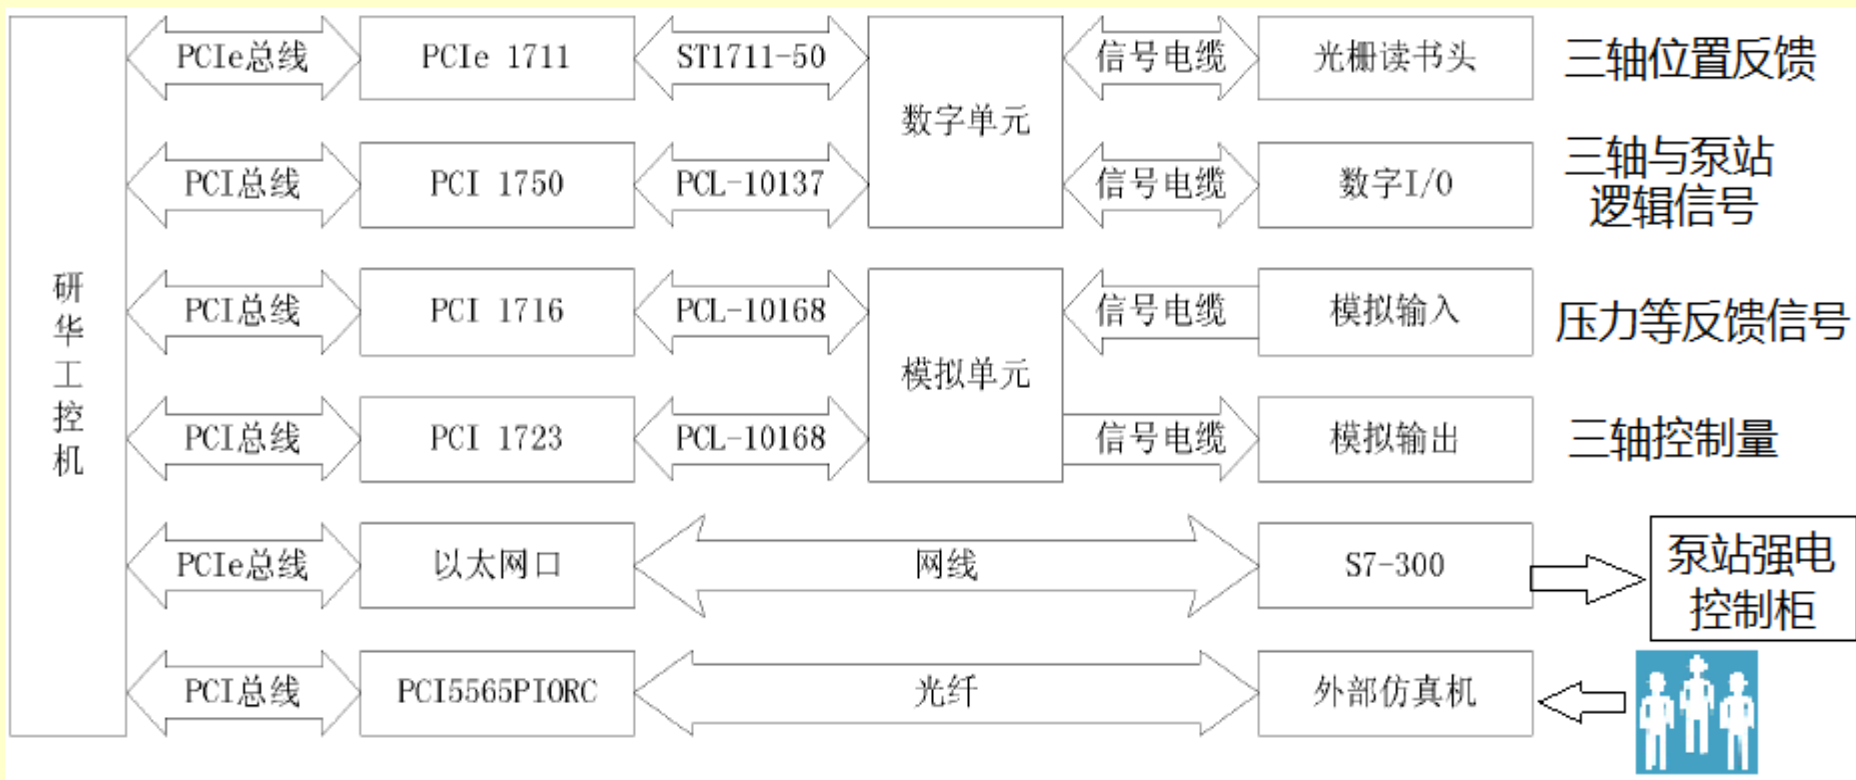 研华工控机
PCIe总线
PCIe 1711
ST1711-50
数字单元
信号电缆
光栅读书头
三轴位置反馈
PCI总线
PCI 1750
PCL-10137
信号电缆
数字I/O
三轴与泵站
逻辑信号
PCI总线
PCI 1716
PCL-10168
模拟单元
信号电缆
模拟输入
压力等反馈信号
PCI总线
PCI 1723
PCL-10168
信号电缆
模拟输出
三轴控制量
PCIe总线
以太网口
网线
S7-300
泵站强电
控制柜
PCI总线
PCI5565PIORC
光纤
外部仿真机